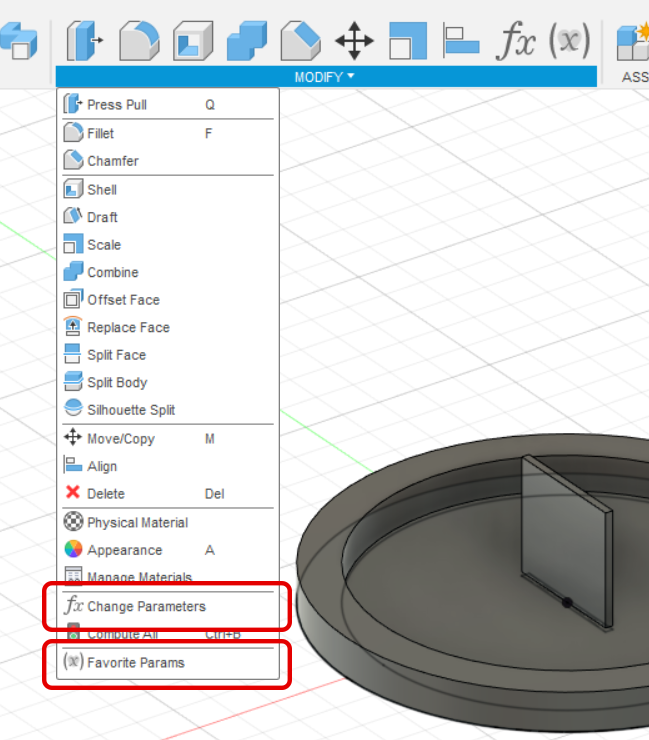 fx (x)
MODIFY ▾
ASS
Press Pull Q
Fillet F
Chamfer
Shell
Draft
Scale
Combine
Offset Face
Replace Face
Split Face
Split Body
Silhouette Split
Move/Copy M
Align
Delete Del
Physical Material
Appearance A
Manage Materials
fx Change Parameters
Compute All Ctrl+B
(x) Favorite Params